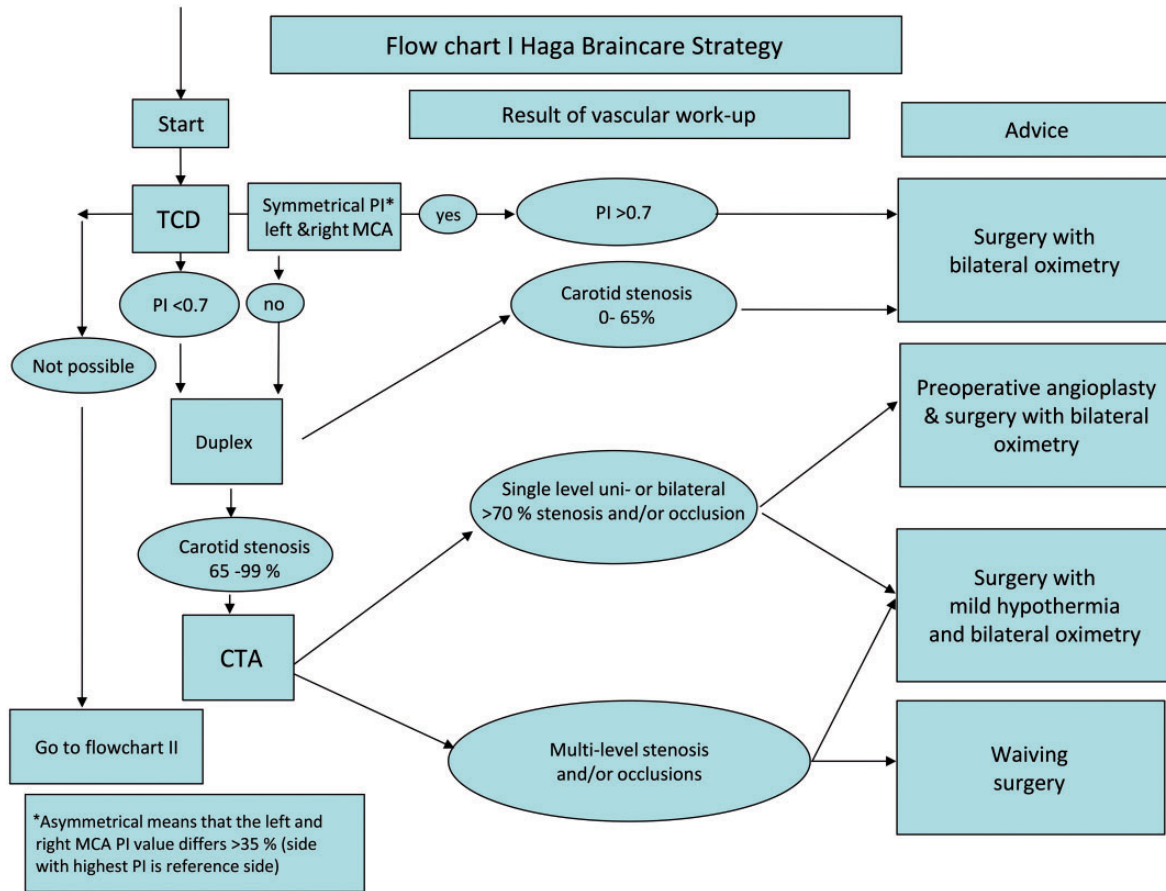 Flow chart I Haga Braincare Strategy
Result of vascular work-up
Advice
Start
TCD
Symmetrical PI*
left &right MCA
yes
PI >0.7
Surgery with
bilateral oximetry
PI <0.7
no
Carotid stenosis
0- 65%
Not possible
Duplex
Preoperative angioplasty
& surgery with bilateral
oximetry
Single level uni- or bilateral
>70 % stenosis and/or occlusion
Carotid stenosis
65 -99 %
Surgery with
mild hypothermia
and bilateral oximetry
CTA
Go to flowchart II
Multi-level stenosis
and/or occlusions
Waiving
surgery
*Asymmetrical means that the left and
right MCA PI value differs >35 % (side
with highest PI is reference side)